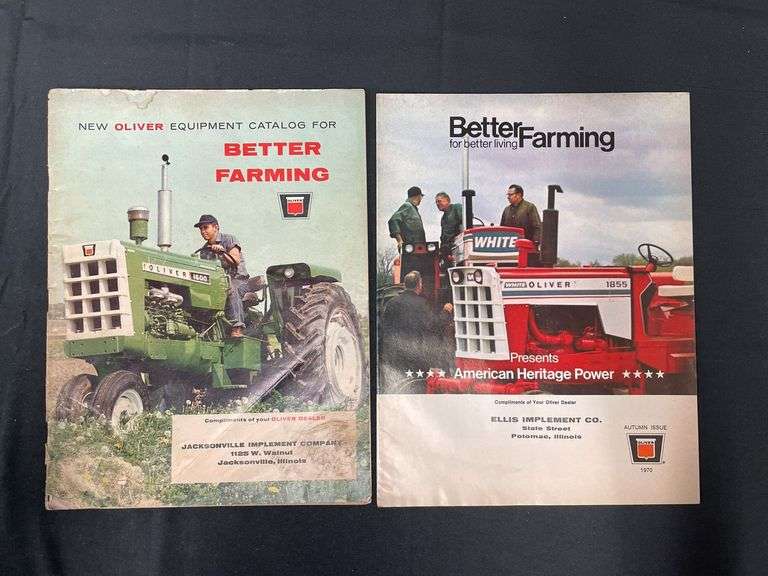 NEW OLIVER EQUIPMENT CATALOG FOR
BETTER
FARMING
OLIVER
OLIVER 1600
Compliments of your OLIVER DEALER
JACKSONVILLE IMPLEMENT COMPANY
1125 W. Walnut
Jacksonville, Illinois
Better Farming
for better living
WHITE
WHITE OLIVER 1855
Presents
American Heritage Power
Compliments of Your Oliver Dealer
ELLIS IMPLEMENT CO.
State Street
Potomac, Illinois
AUTUMN ISSUE
OLIVER
1970